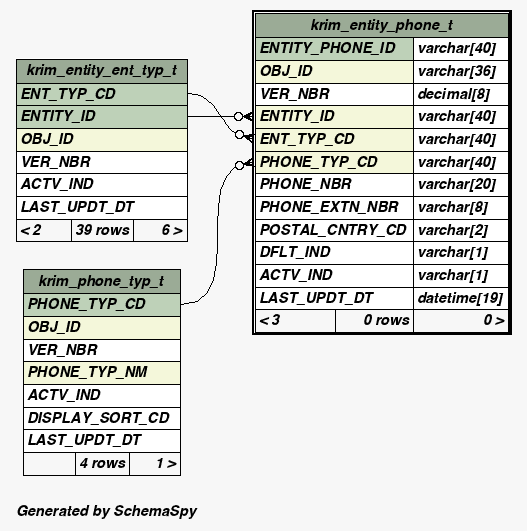 krim_entity_phone_t
ENTITY_PHONE_ID varchar[40]
OBJ_ID varchar[36]
VER_NBR decimal[8]
ENTITY_ID varchar[40]
ENT_TYP_CD varchar[40]
PHONE_TYP_CD varchar[40]
PHONE_NBR varchar[20]
PHONE_EXTN_NBR varchar[8]
POSTAL_CNTRY_CD varchar[2]
DFLT_IND varchar[1]
ACTV_IND varchar[1]
LAST_UPDT_DT datetime[19]
< 3 0 rows 0 >
krim_entity_ent_typ_t
ENT_TYP_CD
ENTITY_ID
OBJ_ID
VER_NBR
ACTV_IND
LAST_UPDT_DT
< 2 39 rows 6 >
krim_phone_typ_t
PHONE_TYP_CD
OBJ_ID
VER_NBR
PHONE_TYP_NM
ACTV_IND
DISPLAY_SORT_CD
LAST_UPDT_DT
4 rows 1 >
Generated by SchemaSpy